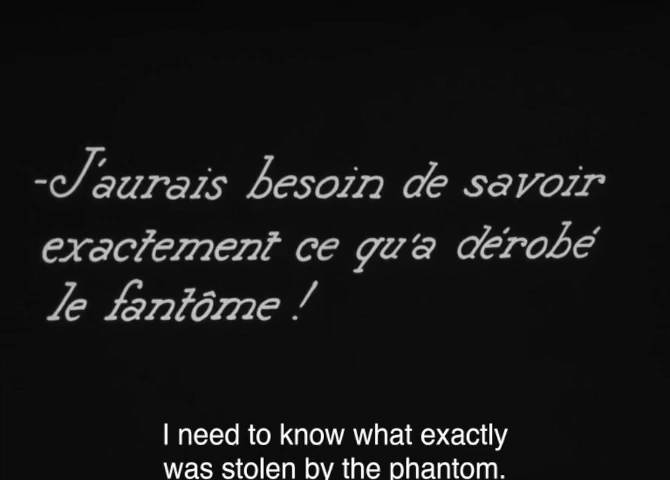 -J'aurais besoin de savoir
exactement ce qu'a dérobé
le fantôme !
I need to know what exactly
was stolen by the phantom.